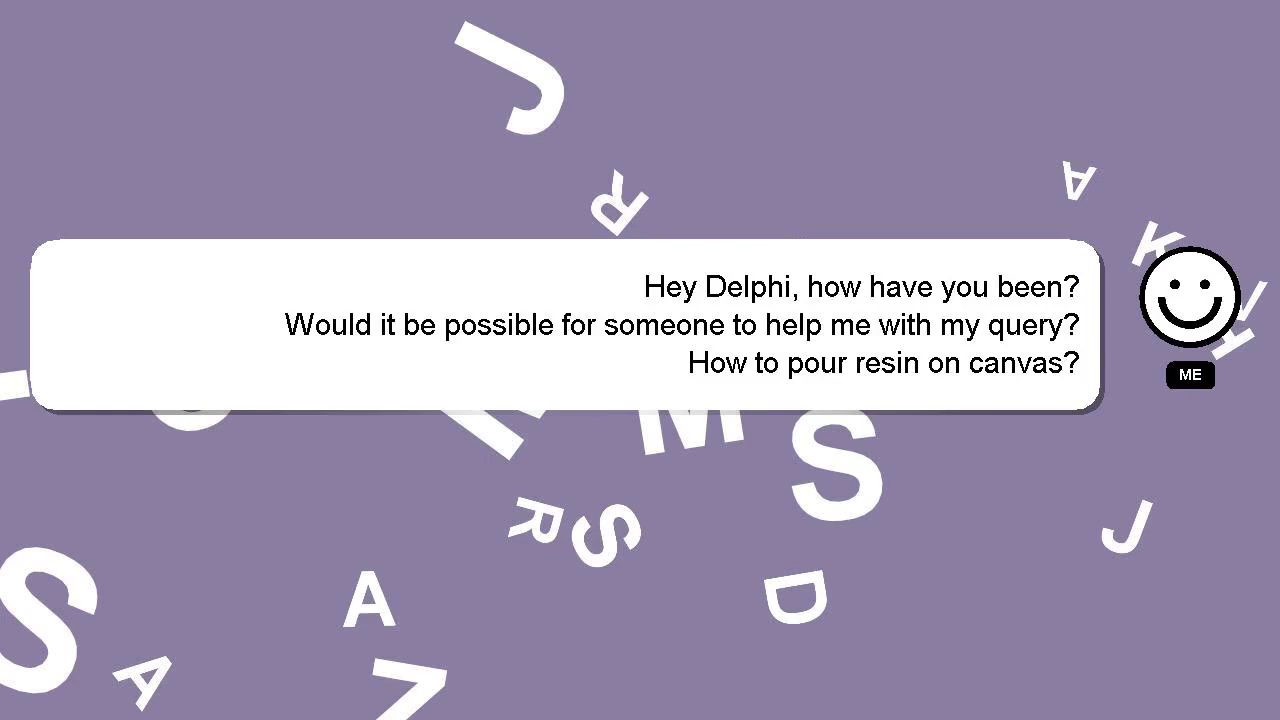 Hey Delphi, how have you been?
Would it be possible for someone to help me with my query?
How to pour resin on canvas?
ME
J
R
A
K
S
M
S
R
S
J
A
D
A
Z